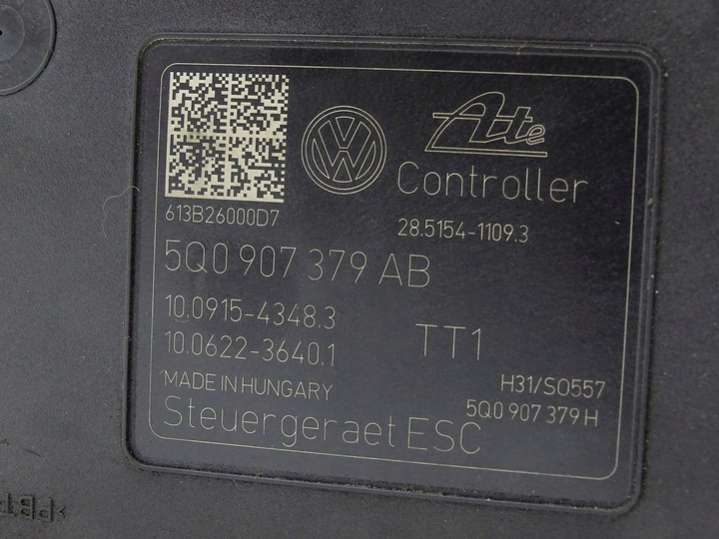 Ate
Controller
613B26000D7
28.5154-1109.3
5Q0 907 379 AB
10.0915-4348.3
10.0622-3640.1
TT1
MADE IN HUNGARY
H31/SO557
5Q0 907 379 H
Steuergeraet ESC